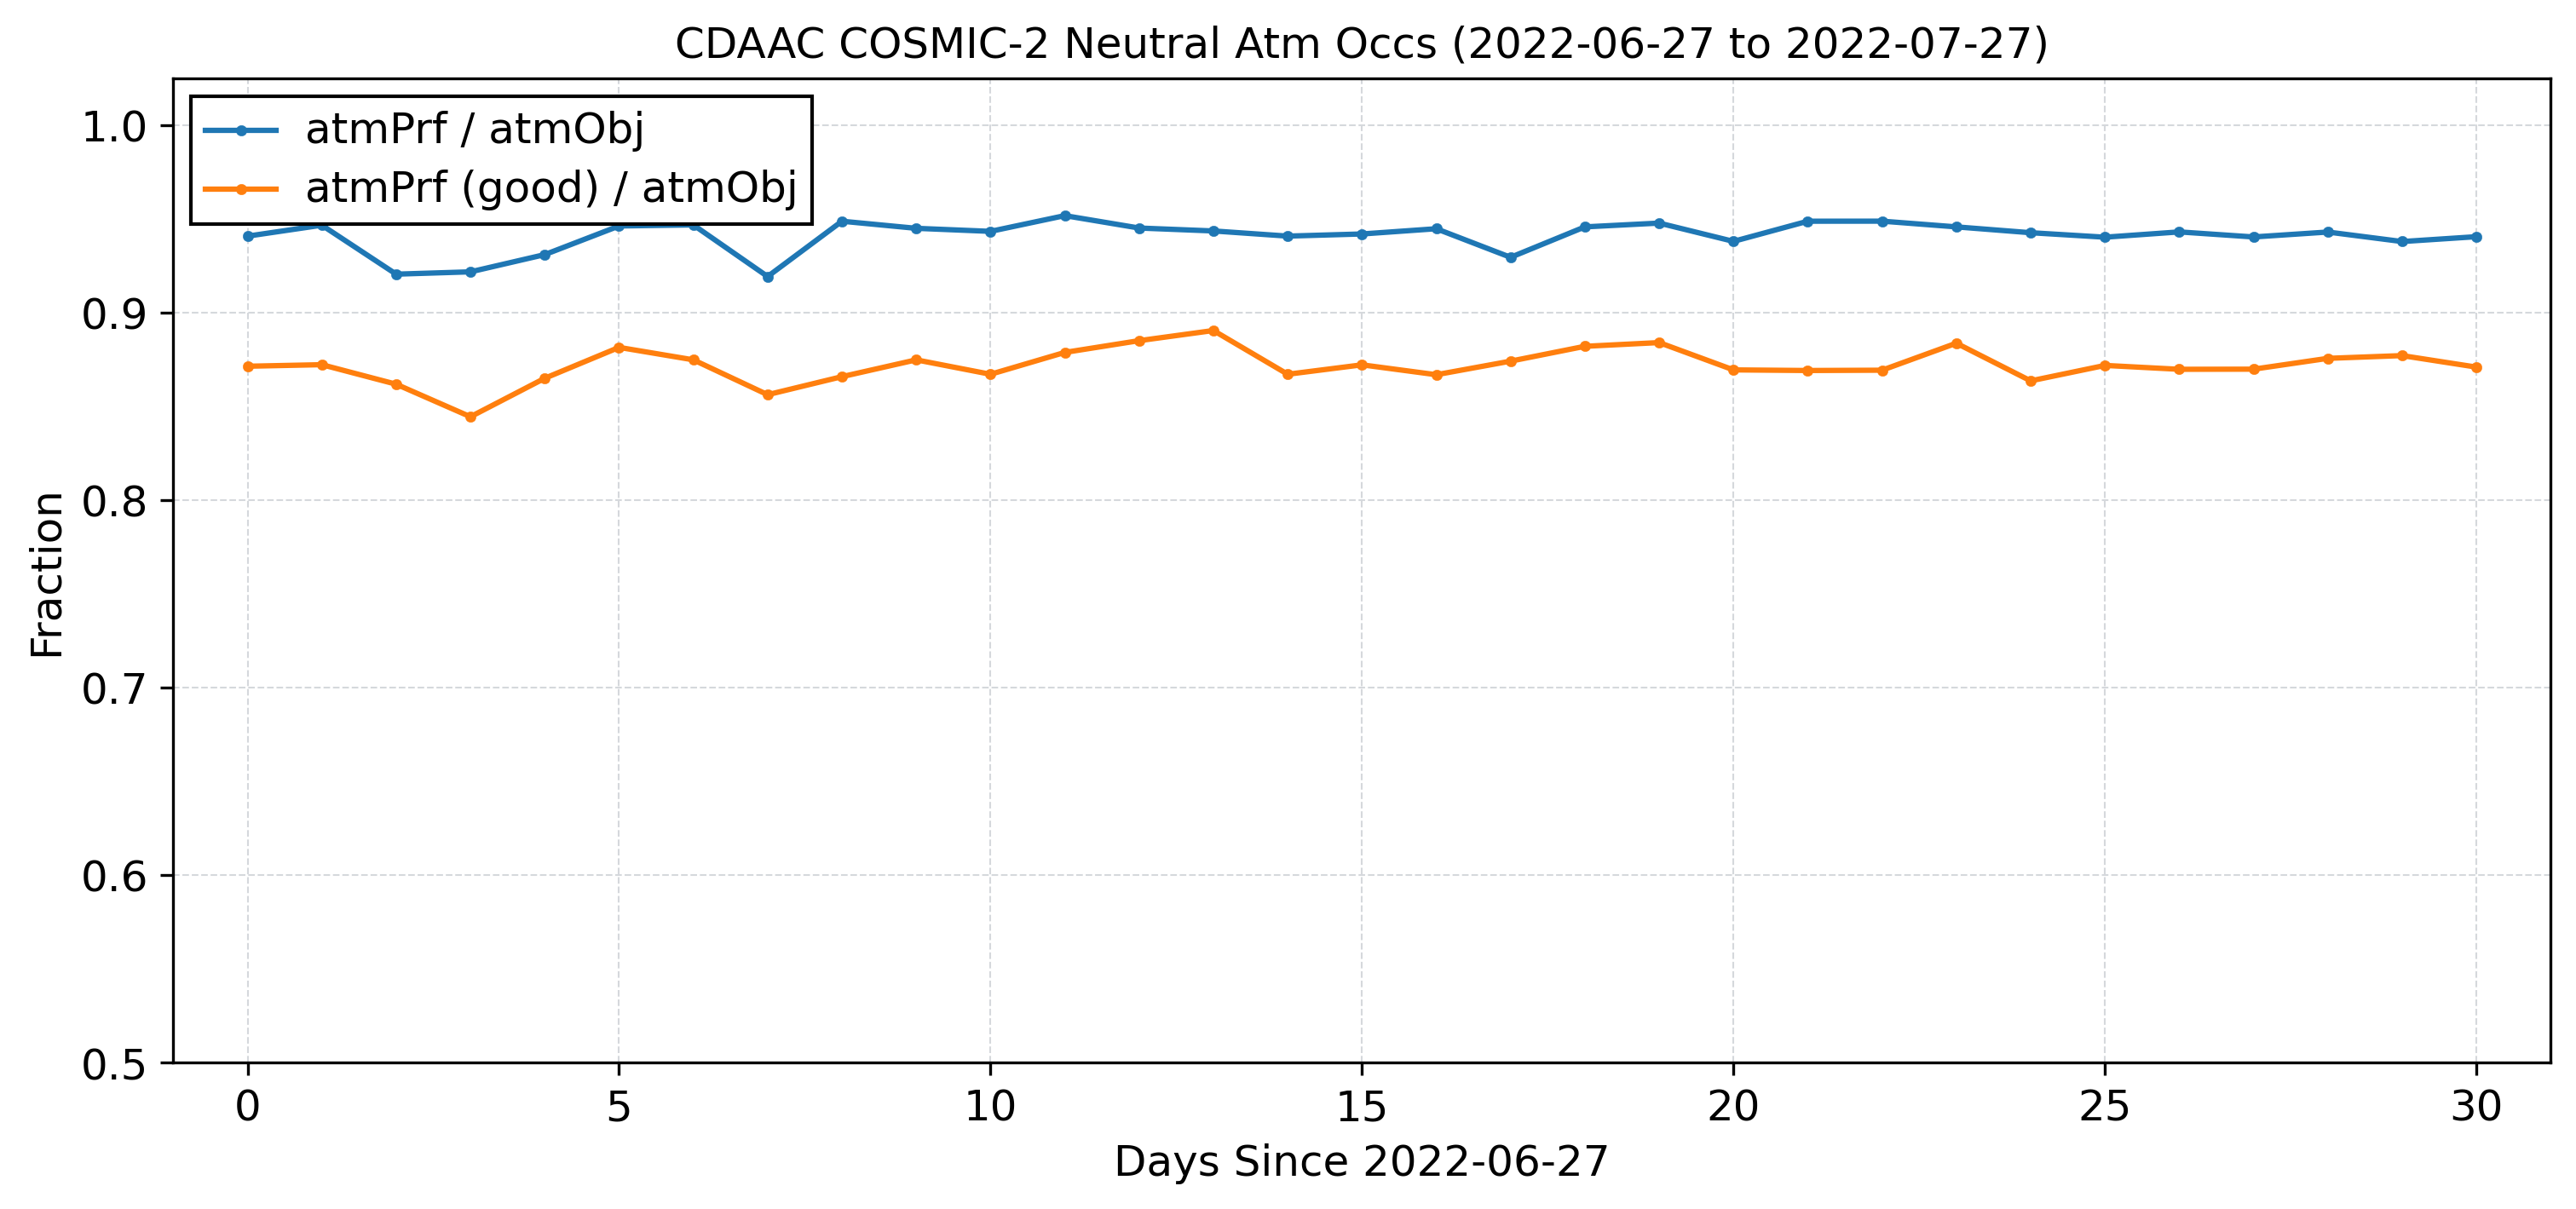 CDAAC COSMIC-2 Neutral Atm Occs (2022-06-27 to 2022-07-27)
atmPrf / atmObj
atmPrf (good) / atmObj
Fraction
1.0
0.9
0.8
0.7
0.6
0.5
0 5 10 15 20 25 30
Days Since 2022-06-27